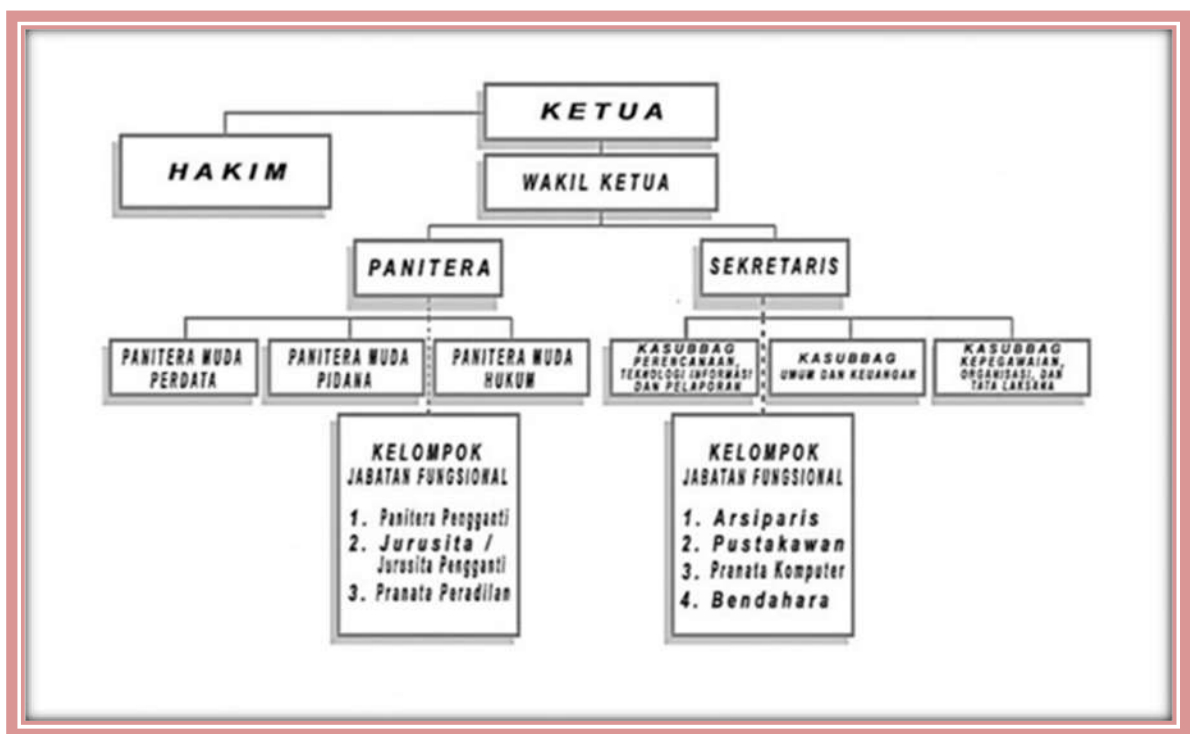 KETUA
HAKIM
WAKIL KETUA
PANITERA
SEKRETARIS
PANITERA MUDA
PERDATA
PANITERA MUDA
PIDANA
PANITERA MUDA
HUKUM
KASUBBAG
PERENCANAAN,
TEKNOLOGI INFORMASI
DAN PELAPORAN
KASUBBAG
UMUM DAN KEUANGAN
KASUBBAG
KEPEGAWAIAN,
ORGANISASI, DAN
TATA LAKSANA
KELOMPOK
JABATAN FUNGSIONAL
1. Panitera Pengganti
2. Jurusita /
Jurusita Pengganti
3. Pranata Peradilan
KELOMPOK
JABATAN FUNGSIONAL
1. Arsiparis
2. Pustakawan
3. Pranata Komputer
4. Bendahara